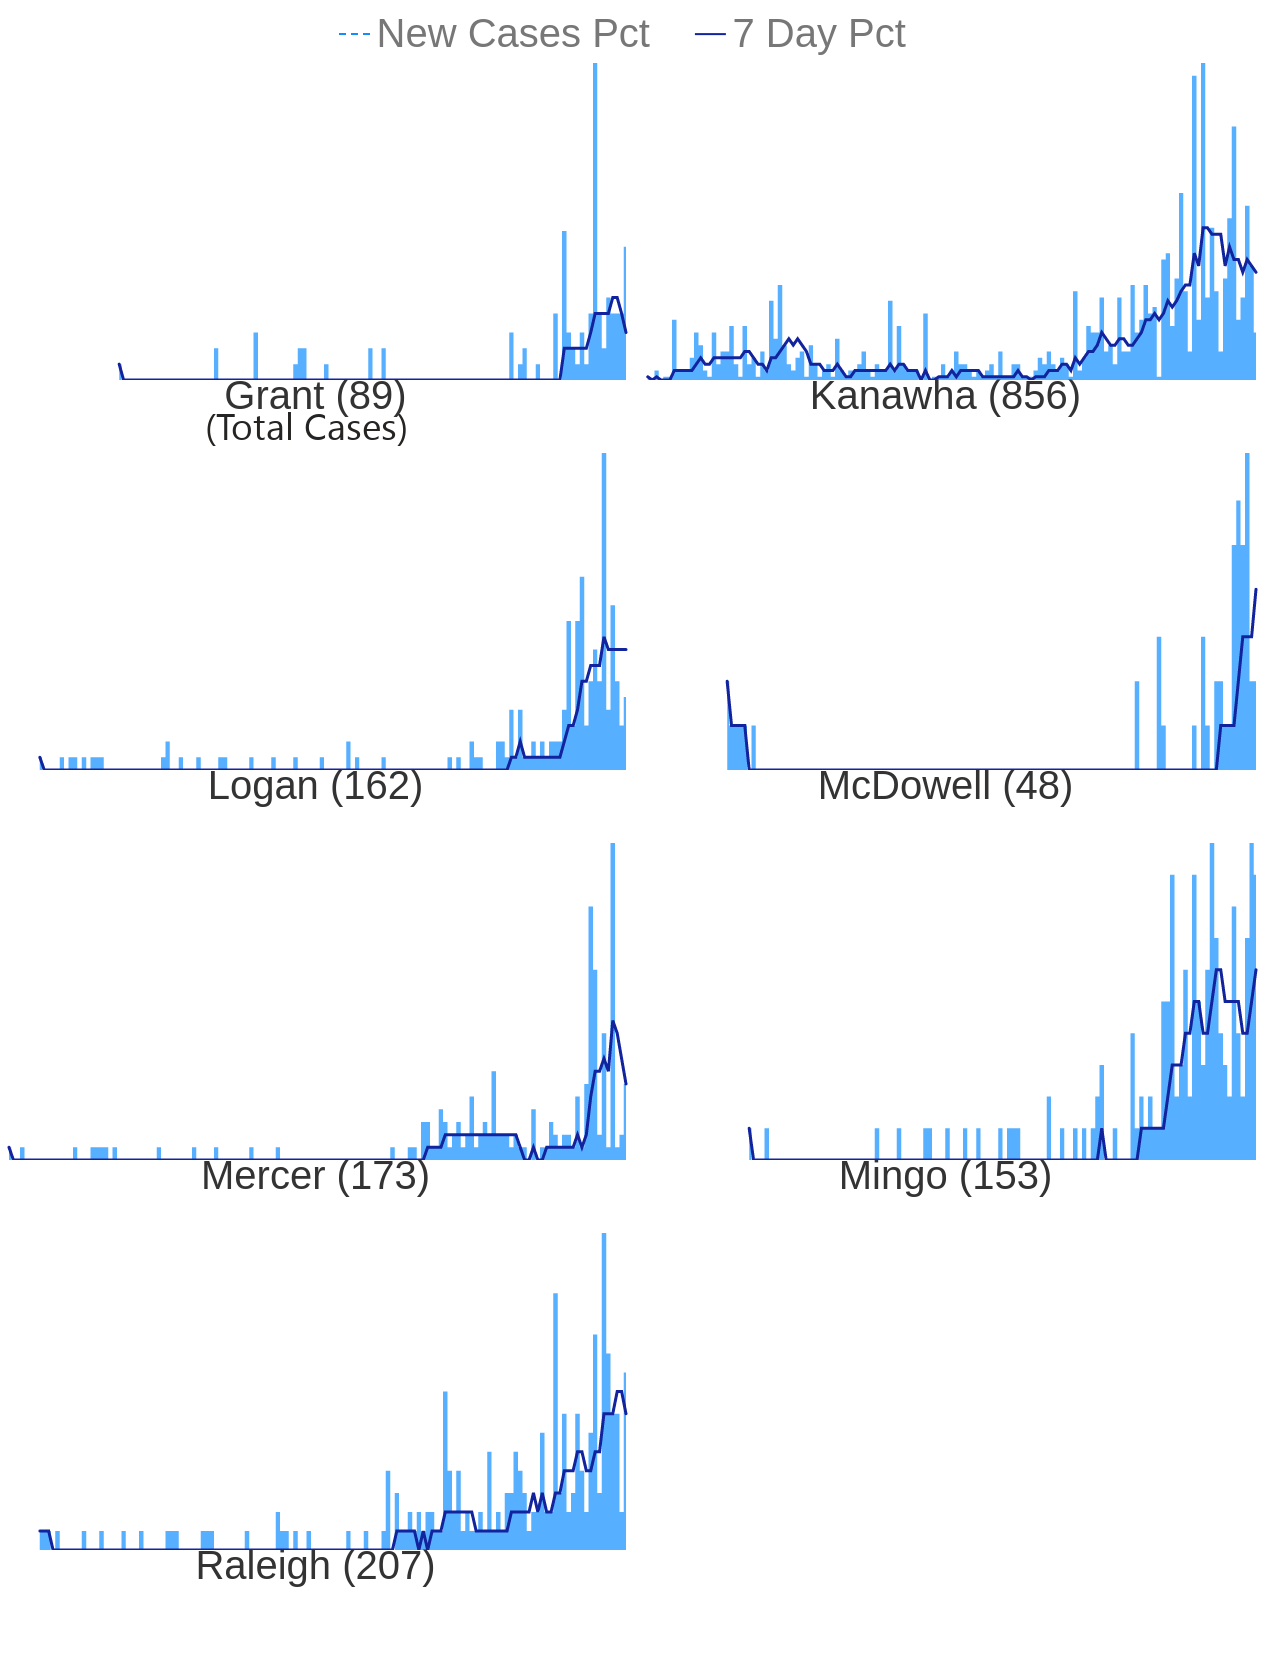 New Cases Pct 7 Day Pct
Grant (89) Kanawha (856)
(Total Cases)
Logan (162) McDowell (48)
Mercer (173) Mingo (153)
Raleigh (207)